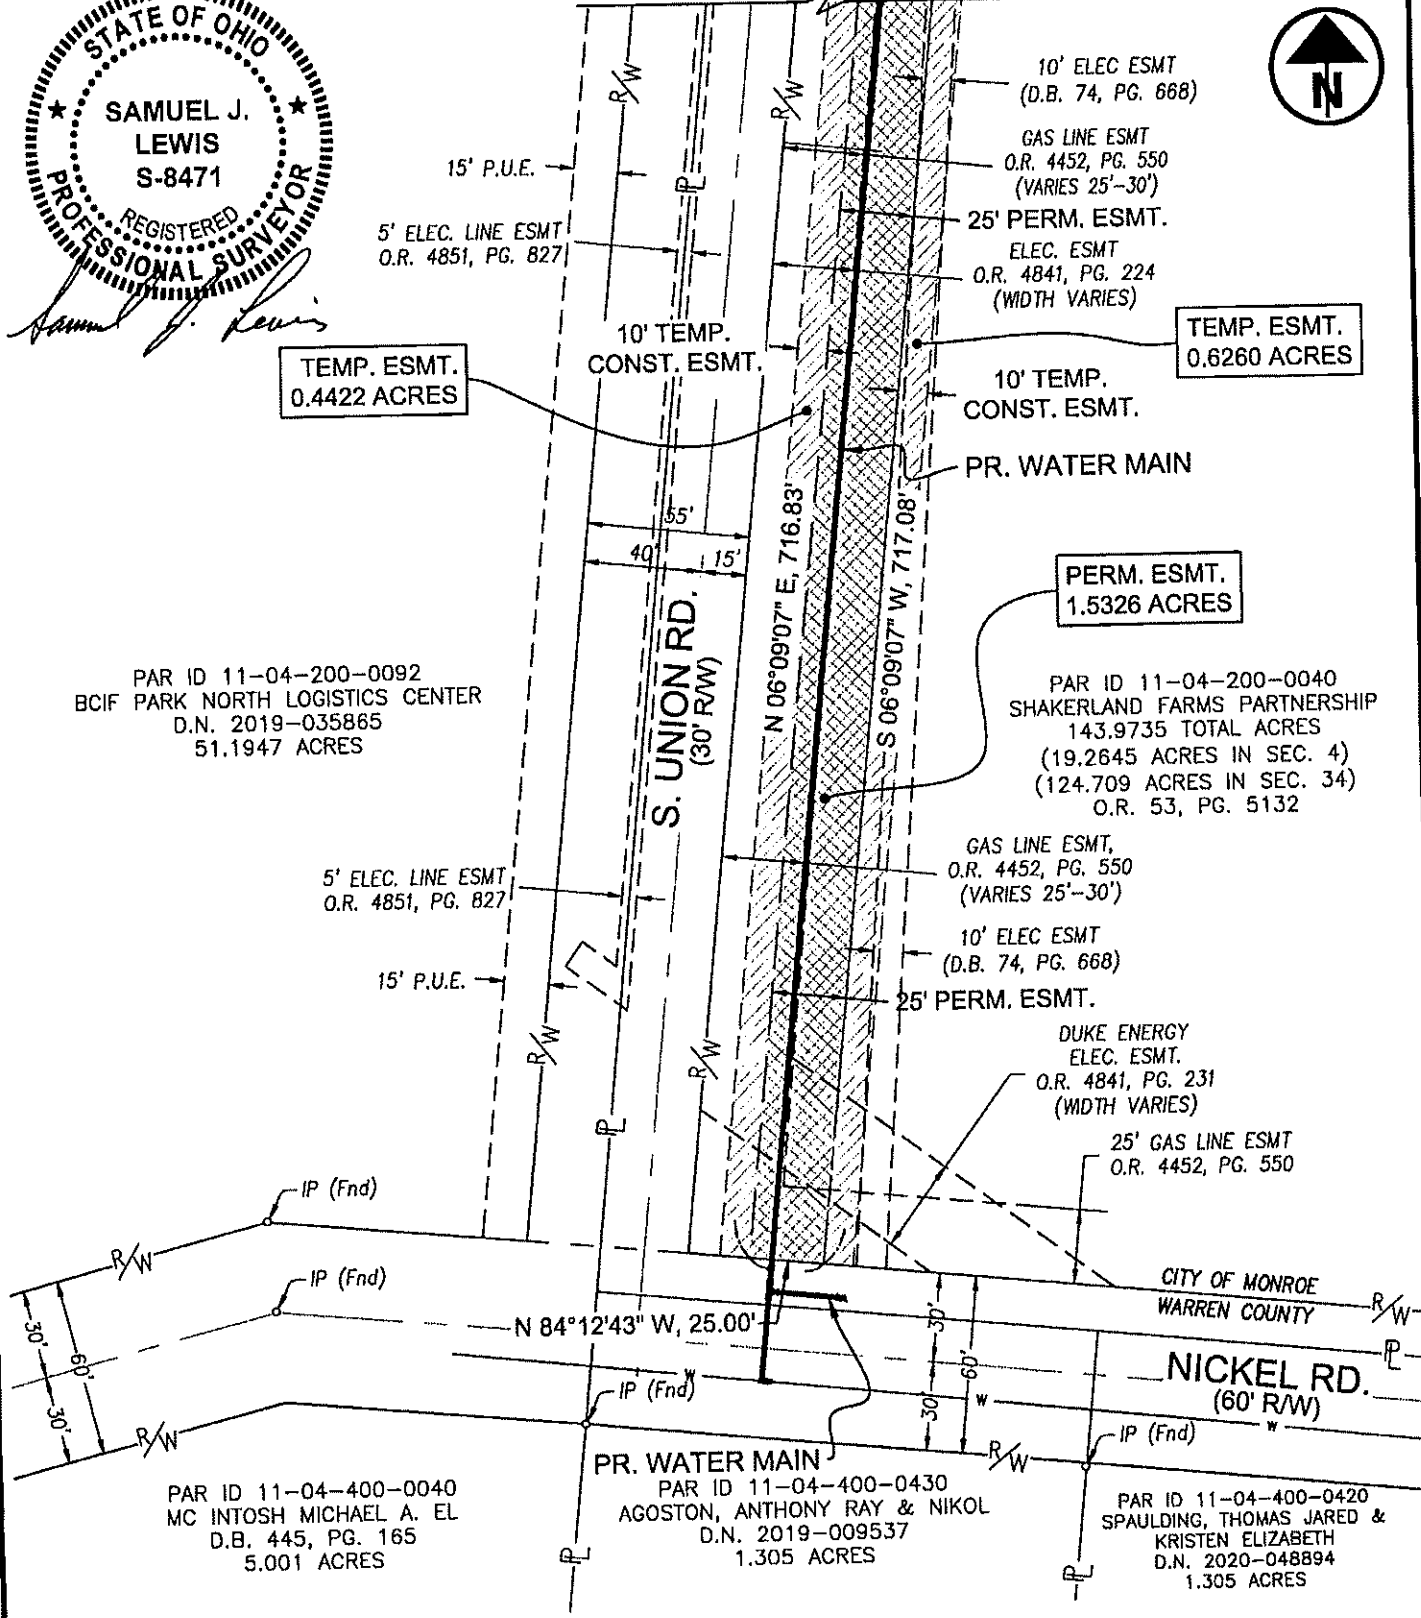 STATE OF OHIO
SAMUEL J.
LEWIS
S-8471
REGISTERED
PROFESSIONAL SURVEYOR
Samuel J. Lewis
N
R/W
R/W
10' ELEC ESMT
(D.B. 74, PG. 668)
GAS LINE ESMT
O.R. 4452, PG. 550
(VARIES 25'-30')
15' P.U.E.
PL
25' PERM. ESMT.
5' ELEC. LINE ESMT
O.R. 4851, PG. 827
ELEC. ESMT
O.R. 4841, PG. 224
(WIDTH VARIES)
TEMP. ESMT.
0.4422 ACRES
10' TEMP.
CONST. ESMT.
TEMP. ESMT.
0.6260 ACRES
10' TEMP.
CONST. ESMT.
PR. WATER MAIN
55'
40'
15'
N 06°09'07" E, 716.83'
S 06°09'07" W, 717.08'
PERM. ESMT.
1.5326 ACRES
S. UNION RD.
(30' R/W)
PAR ID 11-04-200-0092
BCIF PARK NORTH LOGISTICS CENTER
D.N. 2019-035865
51.1947 ACRES
PAR ID 11-04-200-0040
SHAKERLAND FARMS PARTNERSHIP
143.9735 TOTAL ACRES
(19.2645 ACRES IN SEC. 4)
(124.709 ACRES IN SEC. 34)
O.R. 53, PG. 5132
GAS LINE ESMT,
O.R. 4452, PG. 550
(VARIES 25'-30')
5' ELEC. LINE ESMT
O.R. 4851, PG. 827
10' ELEC ESMT
(D.B. 74, PG. 668)
15' P.U.E.
25' PERM. ESMT.
R/W
R/W
DUKE ENERGY
ELEC. ESMT.
O.R. 4841, PG. 231
(WIDTH VARIES)
PL
25' GAS LINE ESMT
O.R. 4452, PG. 550
IP (Fnd)
R/W
IP (Fnd)
CITY OF MONROE
WARREN COUNTY
R/W
30'
60'
30'
N 84°12'43" W, 25.00'
30'
60'
30'
PL
NICKEL RD.
(60' R/W)
W
W
W
IP (Fnd)
IP (Fnd)
R/W
R/W
PR. WATER MAIN
PAR ID 11-04-400-0040
MC INTOSH MICHAEL A. EL
D.B. 445, PG. 165
5.001 ACRES
PAR ID 11-04-400-0430
AGOSTON, ANTHONY RAY & NIKOL
D.N. 2019-009537
1.305 ACRES
PAR ID 11-04-400-0420
SPAULDING, THOMAS JARED &
KRISTEN ELIZABETH
D.N. 2020-048894
1.305 ACRES
PL
PL